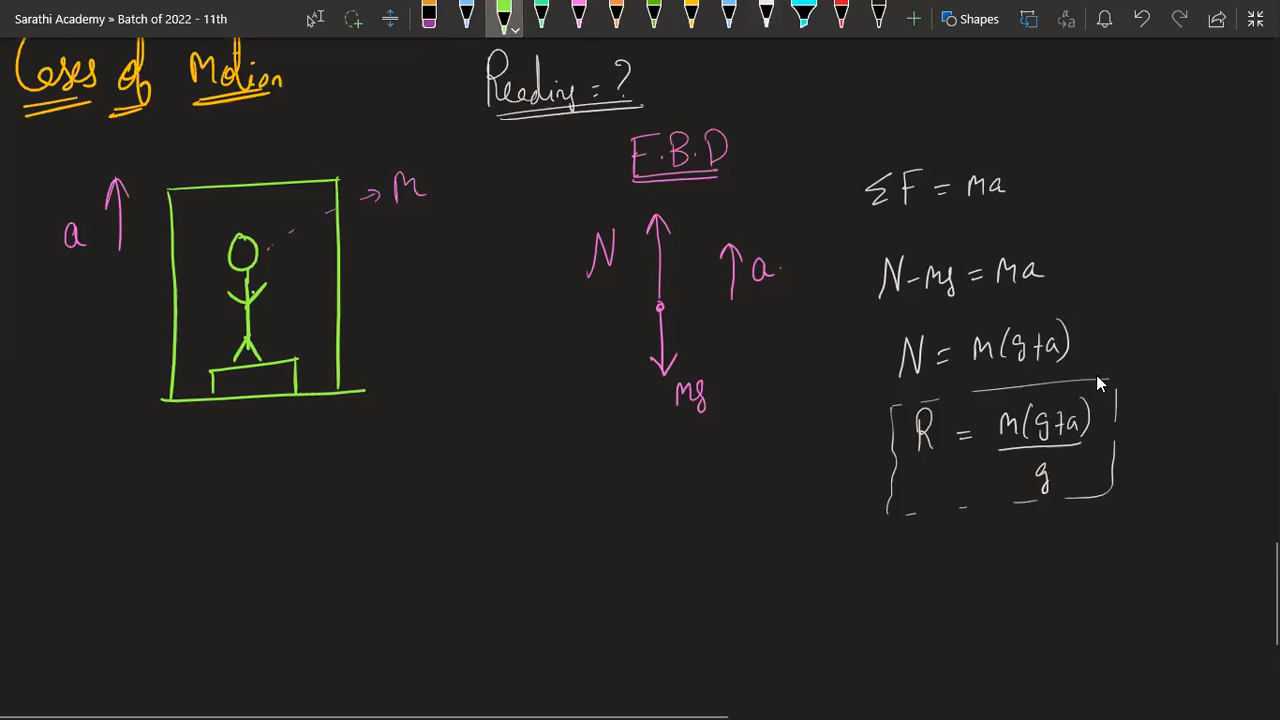 Sarathi Academy » Batch of 2022 - 11th
Shapes
Cases of Motion
Reading = ?
F.B.D
a
M
N
a
mg
ΣF = ma
N-mg = ma
N = m(g+a)
R = m(g+a)
g